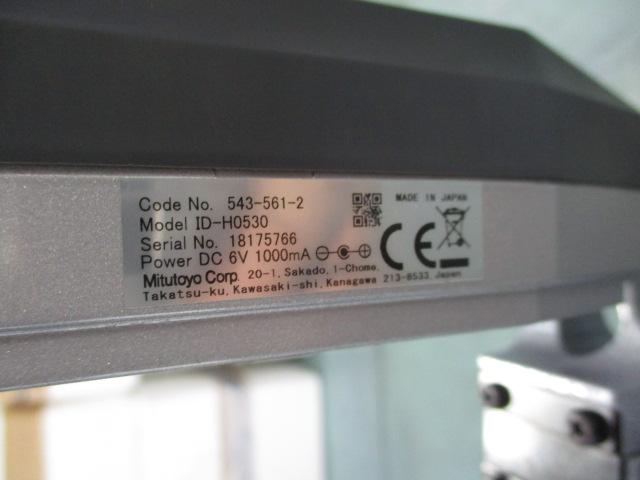 Code No. 543-561-2
MADE IN JAPAN
Model ID-H0530
Serial No. 18175766
Power DC 6V 1000mA
CE
Mitutoyo Corp. 20-1, Sakado, 1-Chome,
Takatsu-ku, Kawasaki-shi, Kanagawa 213-8533, Japan